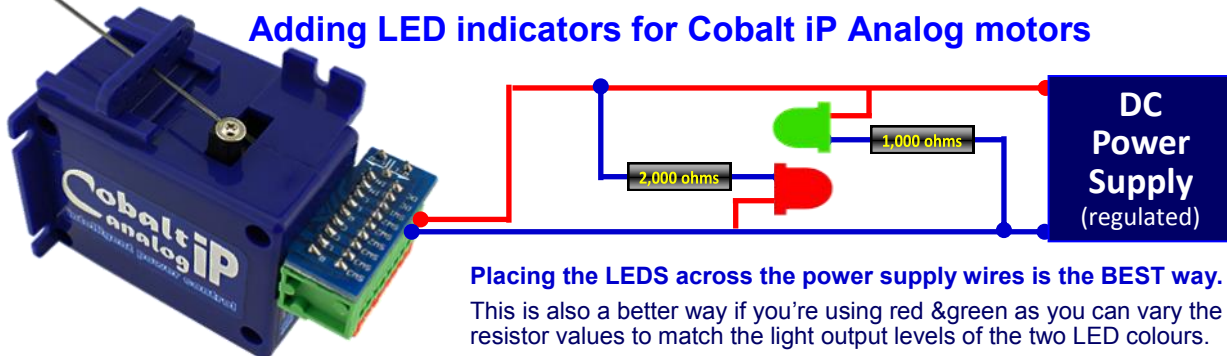 Adding LED indicators for Cobalt iP Analog motors
DC
Power
Supply
(regulated)
1,000 ohms
2,000 ohms
Cobalt iP
analog
intelligent power control
Placing the LEDS across the power supply wires is the BEST way.
This is also a better way if you're using red &green as you can vary the
resistor values to match the light output levels of the two LED colours.